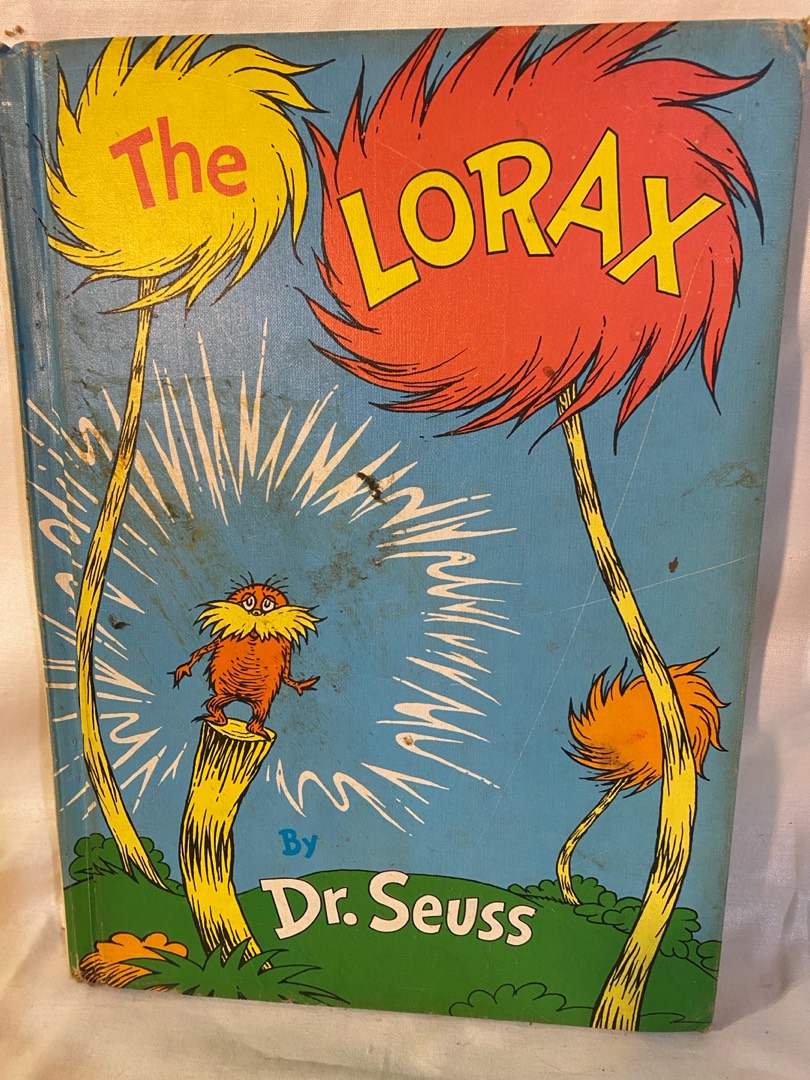 The
LORAX
By
Dr. Seuss